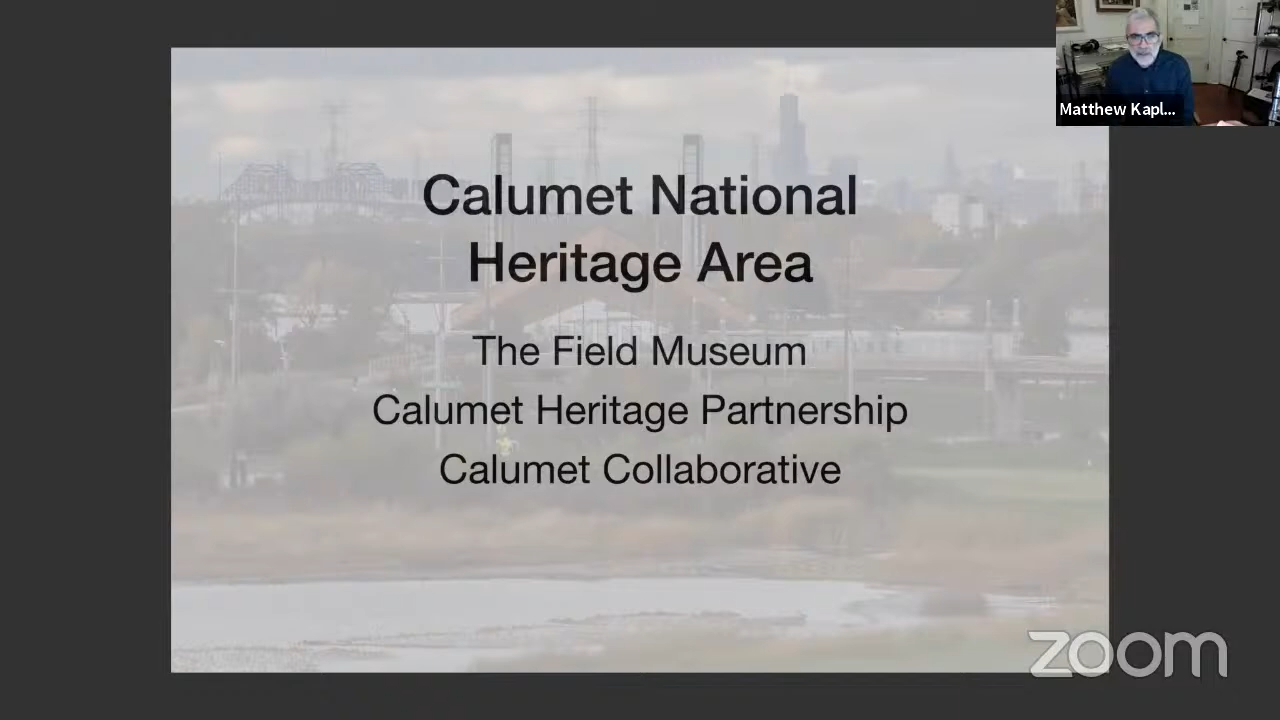 Matthew Kapl...
Calumet National
Heritage Area
The Field Museum
Calumet Heritage Partnership
Calumet Collaborative
zoom